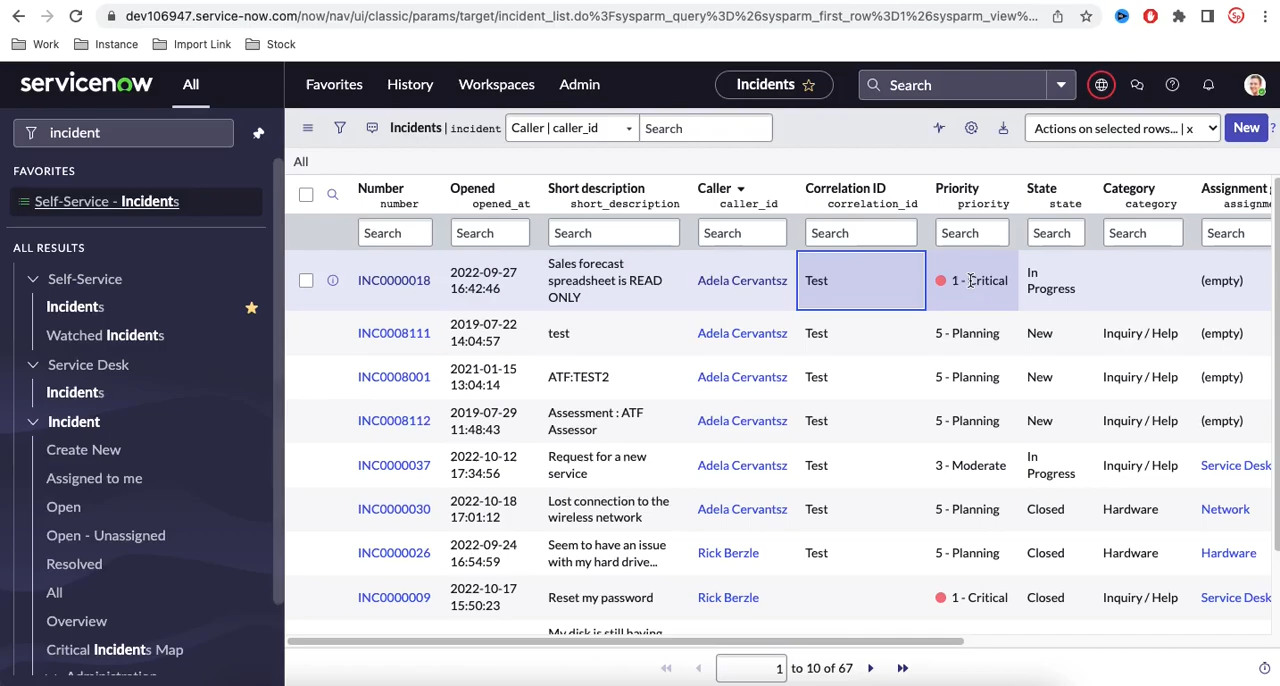 dev106947.service-now.com/now/nav/ui/classic/params/target/incident_list.do%3Fsysparm_query%3D%26sysparm_first_row%3D1%26sysparm_view%...
Sp
Work Instance Import Link Stock
servicenow All Favorites History Workspaces Admin Incidents Search
incident
FAVORITES
Self-Service - Incidents
ALL RESULTS
Self-Service
Incidents
Watched Incidents
Service Desk
Incidents
Incident
Create New
Assigned to me
Open
Open - Unassigned
Resolved
All
Overview
Critical Incidents Map
Administration
Incidents | incident Caller | caller_id Search Actions on selected rows... | x New ?
All
Number Opened Short description Caller Correlation ID Priority State Category Assignment g
number opened_at short_description caller_id correlation_id priority state category assignme
Search Search Search Search Search Search Search Search Search
INC0000018 2022-09-27 16:42:46 Sales forecast spreadsheet is READ ONLY Adela Cervantsz Test 1 - Critical In Progress (empty)
INC0008111 2019-07-22 14:04:57 test Adela Cervantsz Test 5 - Planning New Inquiry / Help (empty)
INC0008001 2021-01-15 13:04:14 ATF:TEST2 Adela Cervantsz Test 5 - Planning New Inquiry / Help (empty)
INC0008112 2019-07-29 11:48:43 Assessment : ATF Assessor Adela Cervantsz Test 5 - Planning New Inquiry / Help (empty)
INC0000037 2022-10-12 17:34:56 Request for a new service Adela Cervantsz Test 3 - Moderate In Progress Inquiry / Help Service Desk
INC0000030 2022-10-18 17:01:12 Lost connection to the wireless network Adela Cervantsz Test 5 - Planning Closed Hardware Network
INC0000026 2022-09-24 16:54:59 Seem to have an issue with my hard drive... Rick Berzle Test 5 - Planning Closed Hardware Hardware
INC0000009 2022-10-17 15:50:23 Reset my password Rick Berzle 1 - Critical Closed Inquiry / Help Service Desk
My disk is still having
1 to 10 of 67